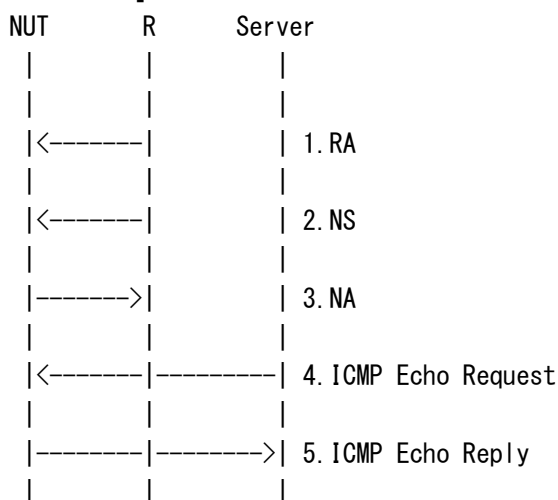 NUT R Server
| | |
| | |
|<-------| | 1.RA
| | |
|<-------| | 2.NS
| | |
|------->| | 3.NA
| | |
|<-------|---------| 4.ICMP Echo Request
| | |
|--------|-------->| 5.ICMP Echo Reply
| | |